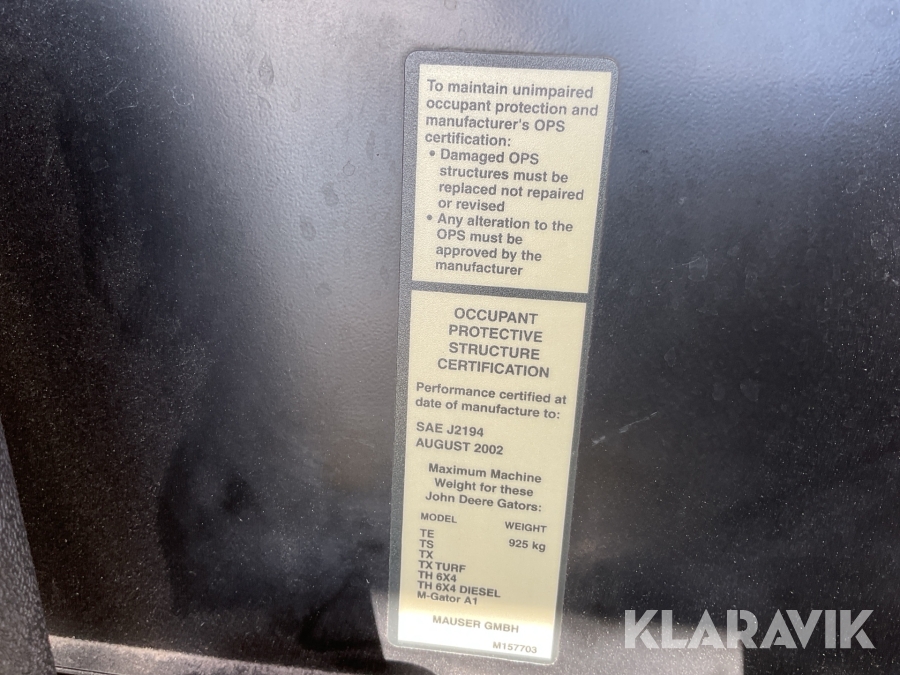 To maintain unimpaired
occupant protection and
manufacturer's OPS
certification:
• Damaged OPS
structures must be
replaced not repaired
or revised
• Any alteration to the
OPS must be
approved by the
manufacturer
OCCUPANT
PROTECTIVE
STRUCTURE
CERTIFICATION
Performance certified at
date of manufacture to:
SAE J2194
AUGUST 2002
Maximum Machine
Weight for these
John Deere Gators:
MODEL WEIGHT
TE 925 kg
TS
TX
TX TURF
TH 6X4
TH 6X4 DIESEL
M-Gator A1
MAUSER GMBH
M157703
KLARAVIK